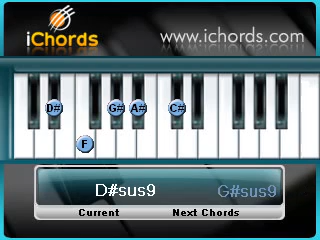 iChords
www.ichords.com
D# G# A# C#
F
D#sus9 G#sus9
Current Next Chords